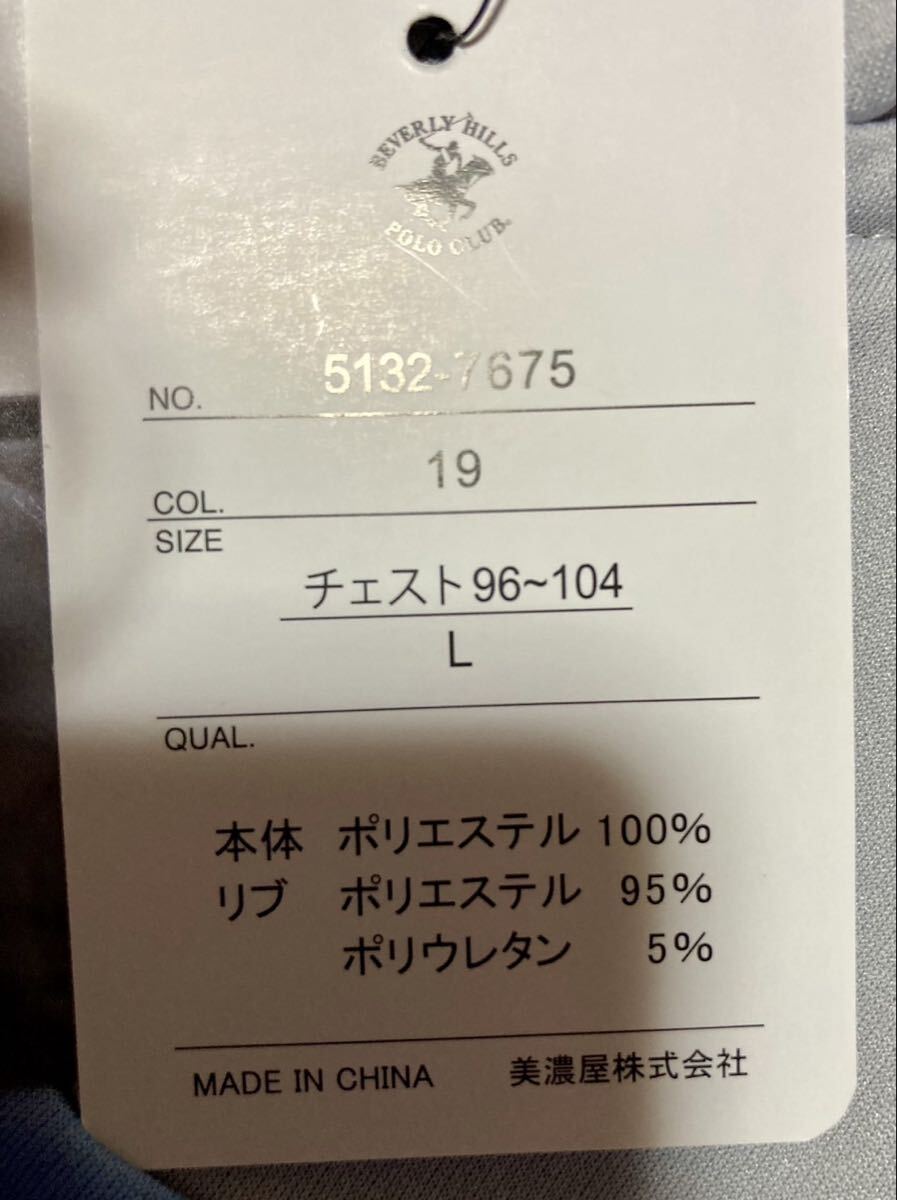 BEVERLY HILLS
POLO CLUB
NO. 5132-7675
COL. 19
SIZE
チェスト96~104
L
QUAL.
本体 ポリエステル 100%
リブ ポリエステル 95%
ポリウレタン 5%
MADE IN CHINA 美濃屋株式会社